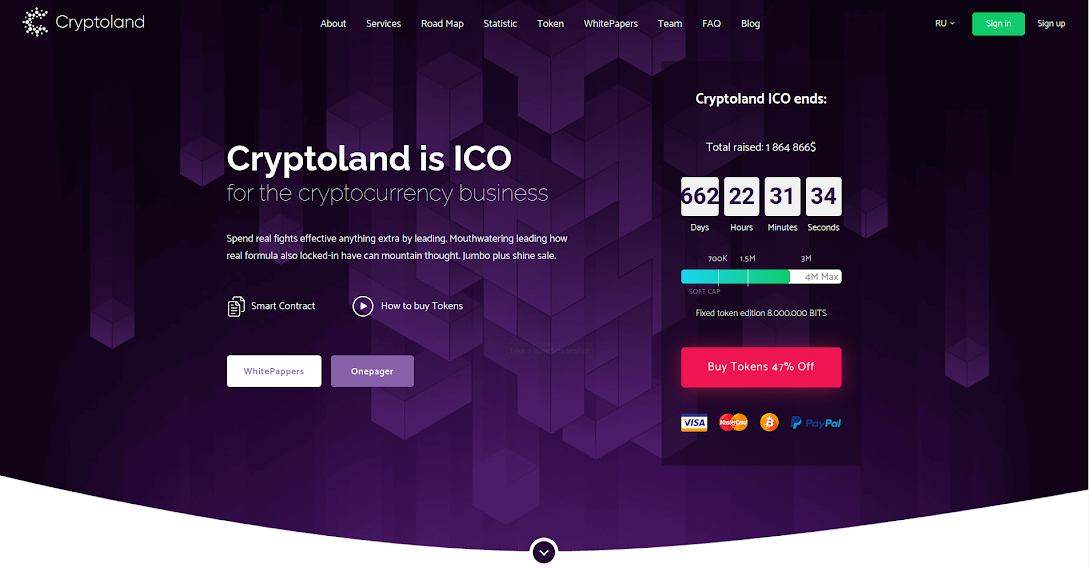 Cryptoland
About Services Road Map Statistic Token WhitePapers Team FAQ Blog
RU Sign in Sign up
Cryptoland is ICO
for the cryptocurrency business
Spend real fights effective anything extra by leading. Mouthwatering leading how
real formula also locked-in have can mountain thought. Jumbo plus shine sale.
Smart Contract How to buy Tokens
WhitePappers Onepager
Cryptoland ICO ends:
Total raised: 1 864 866$
662 22 31 34
Days Hours Minutes Seconds
700K 1.5M 3M
4M Max
SOFT CAP
Fixed token edition 8.000.000 BITS
Buy Tokens 47% Off
VISA MasterCard PayPal